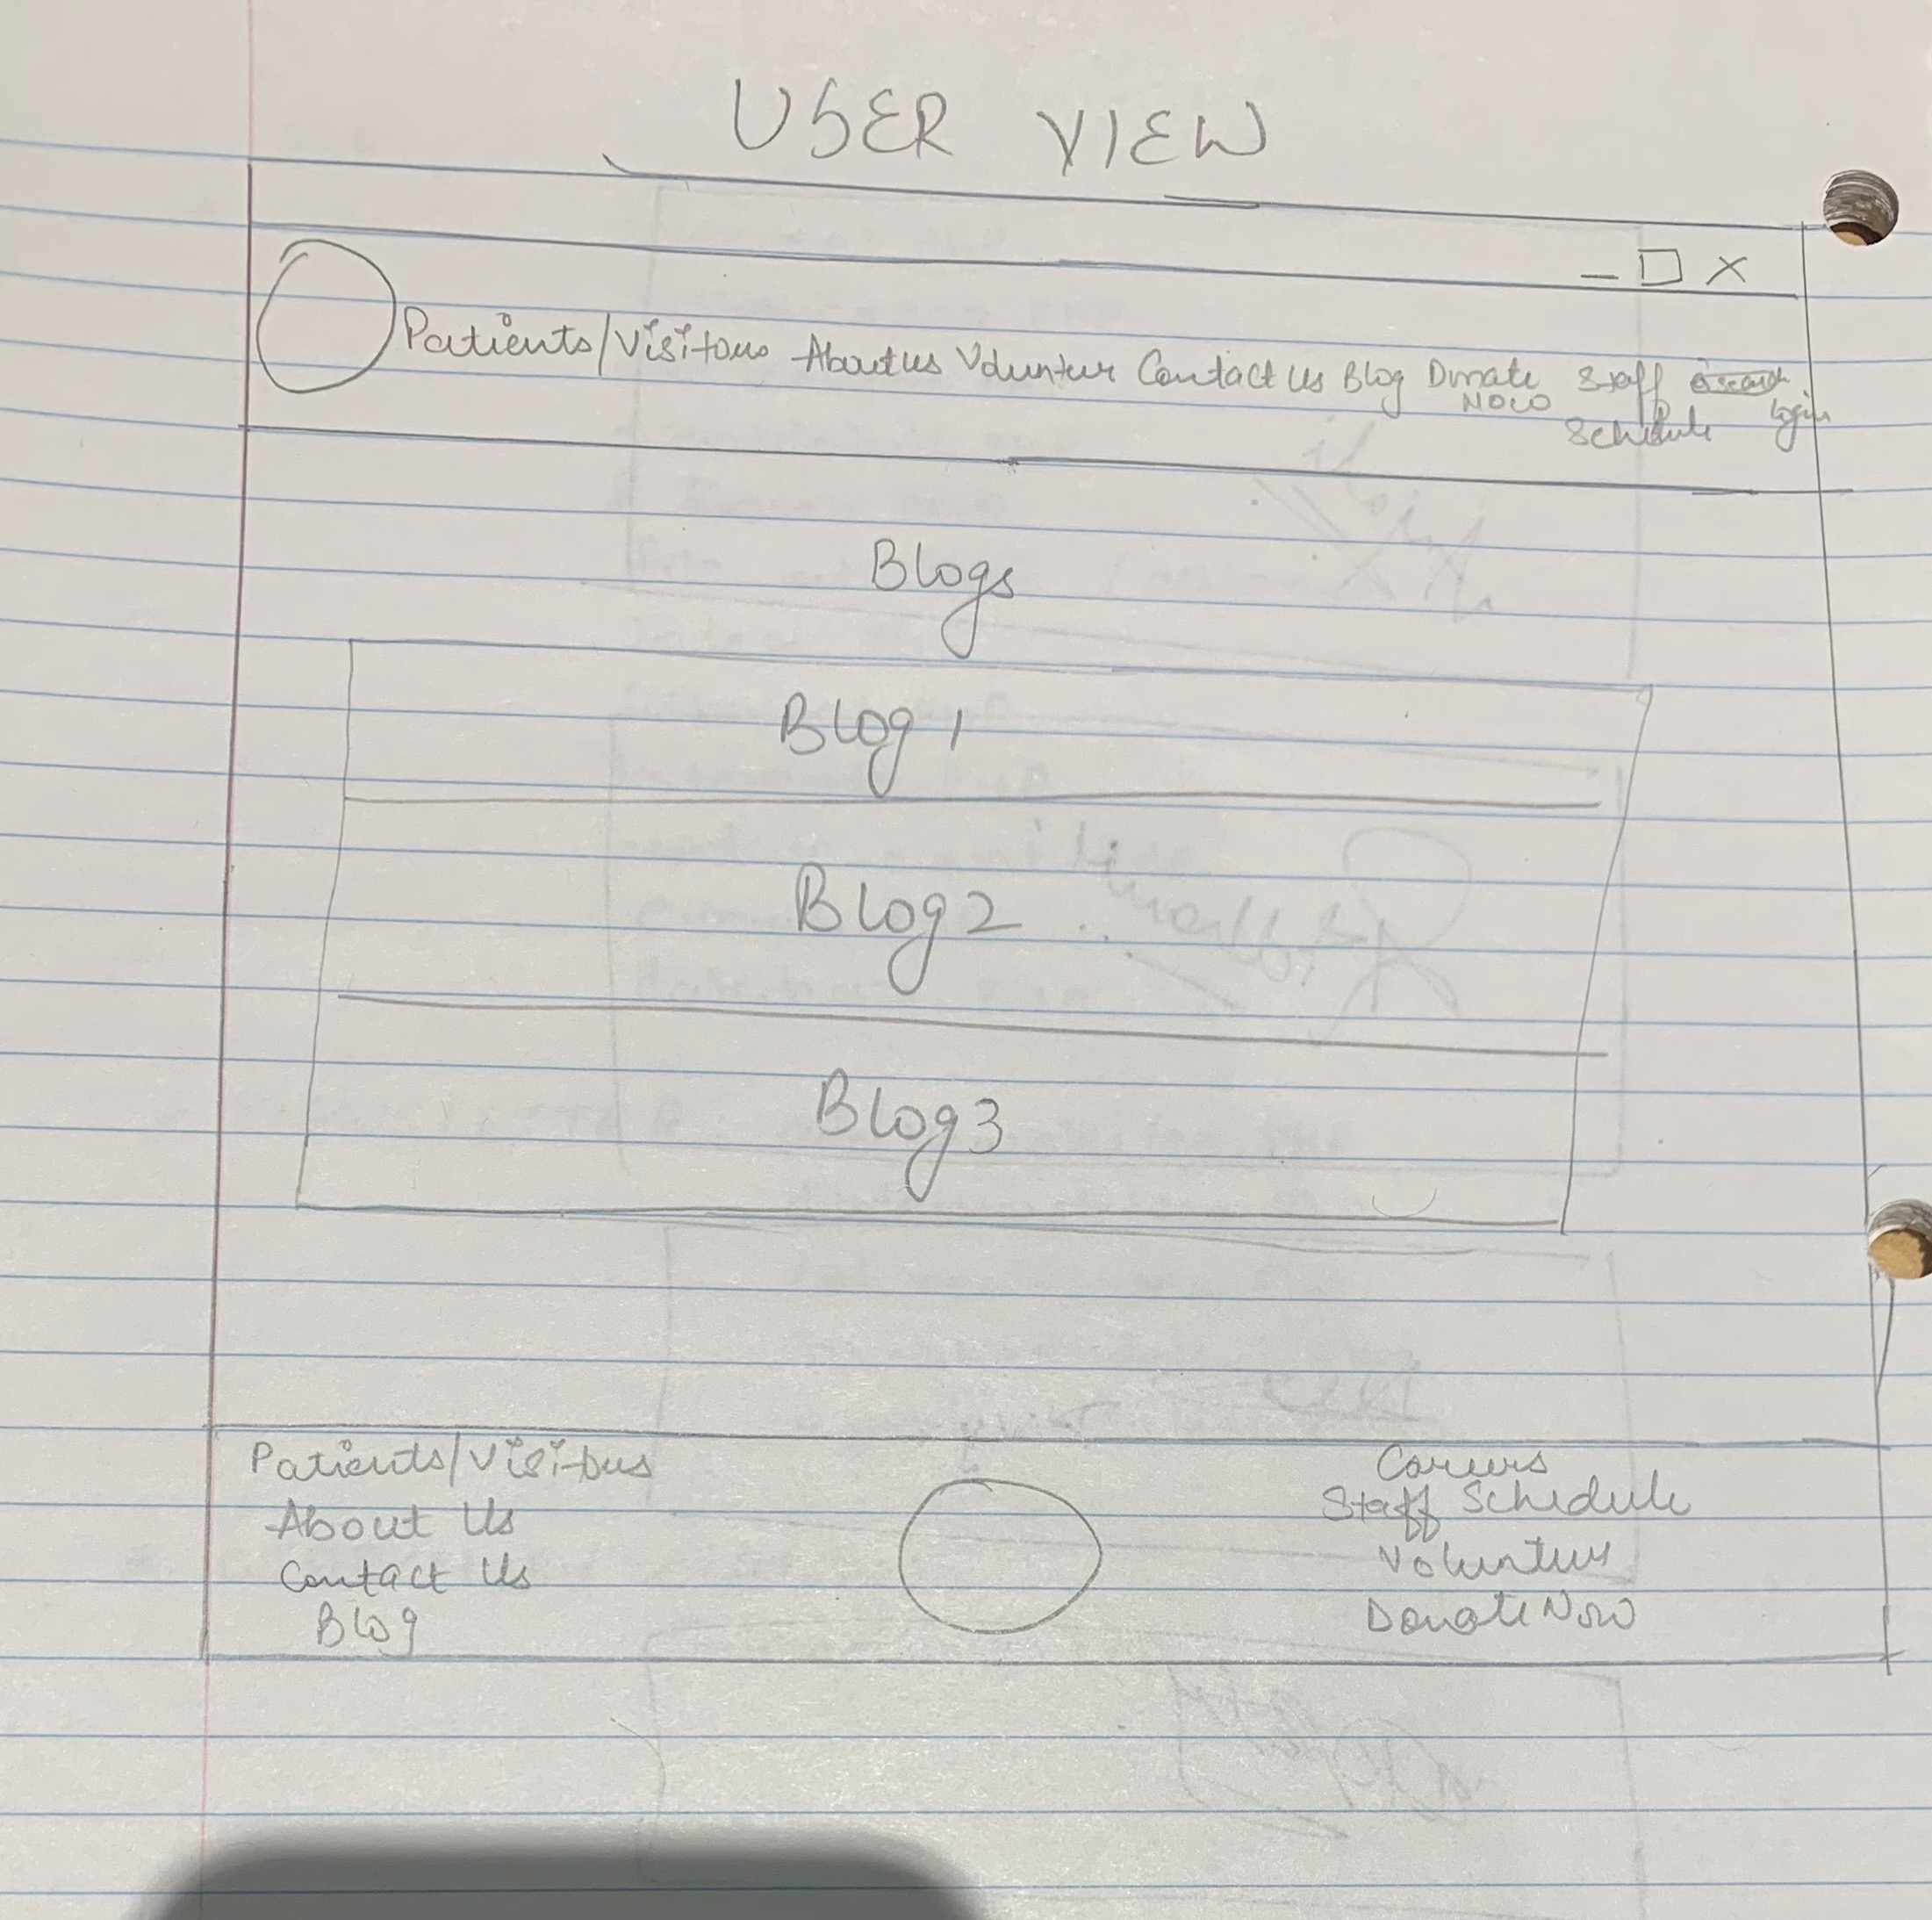 USER VIEW
Patients/Visitors About us Volunteer Contact Us Blog Donate Now Staff Schedule login
Blogs
Blog 1
Blog 2
Blog 3
Patients/Visitors
About Us
Contact Us
Blog
Careers
Staff Schedule
Volunteer
Donate Now